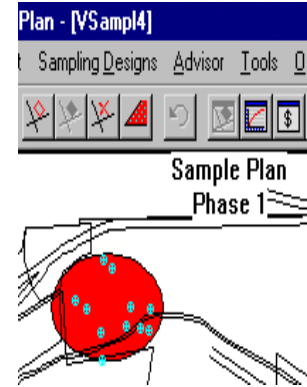 Plan - [VSampl4]
Sampling Designs Advisor Tools
$
Sample Plan
Phase 1